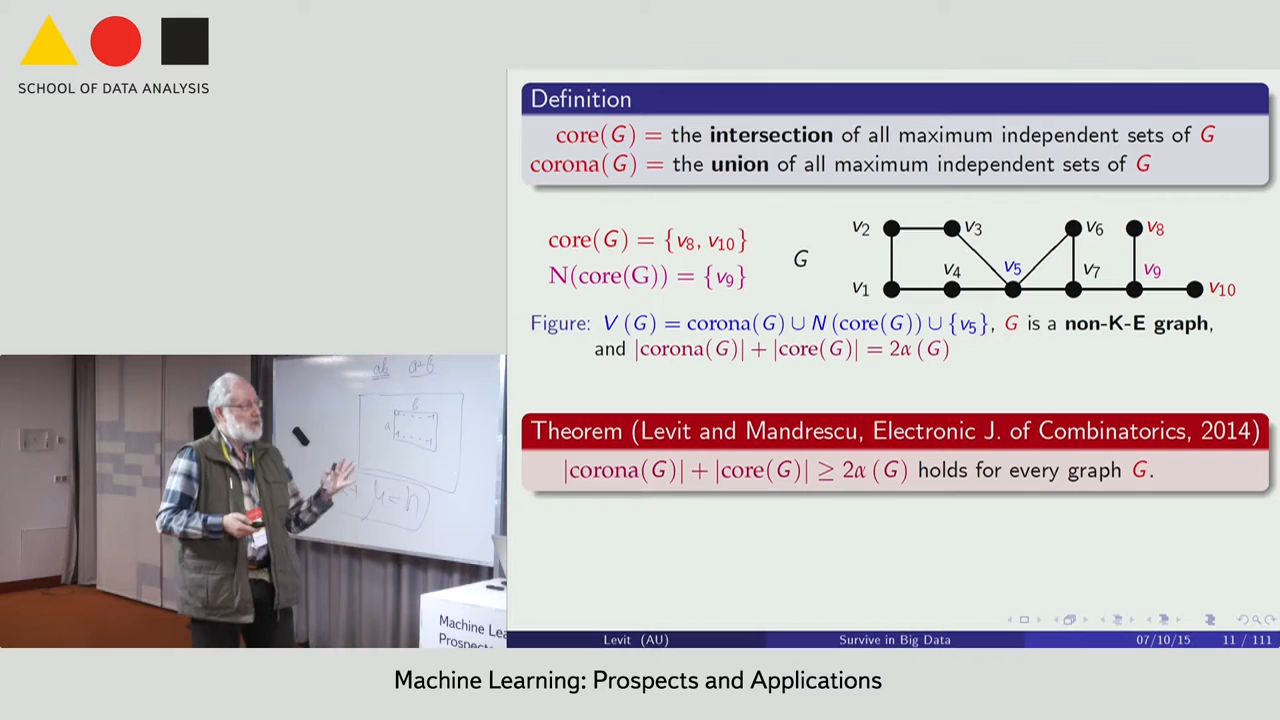 SCHOOL OF DATA ANALYSIS
Definition
core(G) = the intersection of all maximum independent sets of G
corona(G) = the union of all maximum independent sets of G
core(G) = {v8, v10}
N(core(G)) = {v9}
G
v2 v3 v6 v8
v4 v5 v7 v9
v1 v10
Figure: V (G) = corona(G) ∪ N (core(G)) ∪ {v5}, G is a non-K-E graph,
and |corona(G)| + |core(G)| = 2α (G)
Theorem (Levit and Mandrescu, Electronic J. of Combinatorics, 2014)
|corona(G)| + |core(G)| ≥ 2α (G) holds for every graph G.
ab a+b
b
a
Machine Lea
Prospects
Levit (AU) Survive in Big Data 07/10/15 11 / 111
Machine Learning: Prospects and Applications